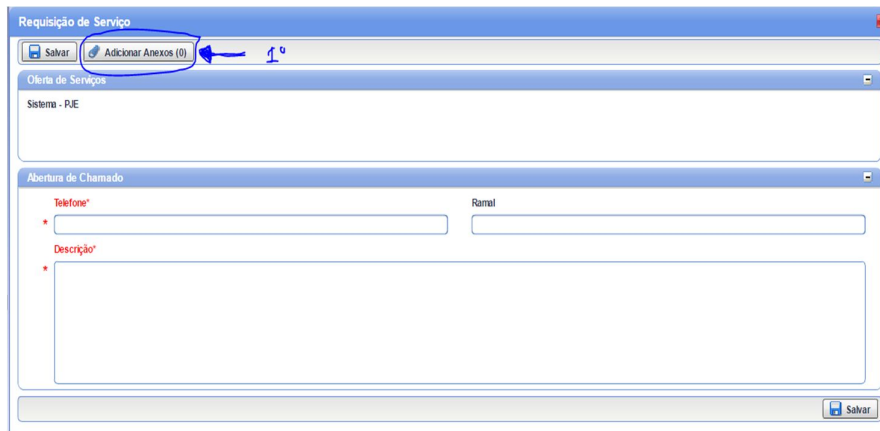 Requisição de Serviço
Salvar Adicionar Anexos (0) 1º
Oferta de Serviços
Sistema - PJE
Abertura de Chamado
Telefone* Ramal
*
Descrição*
*
Salvar